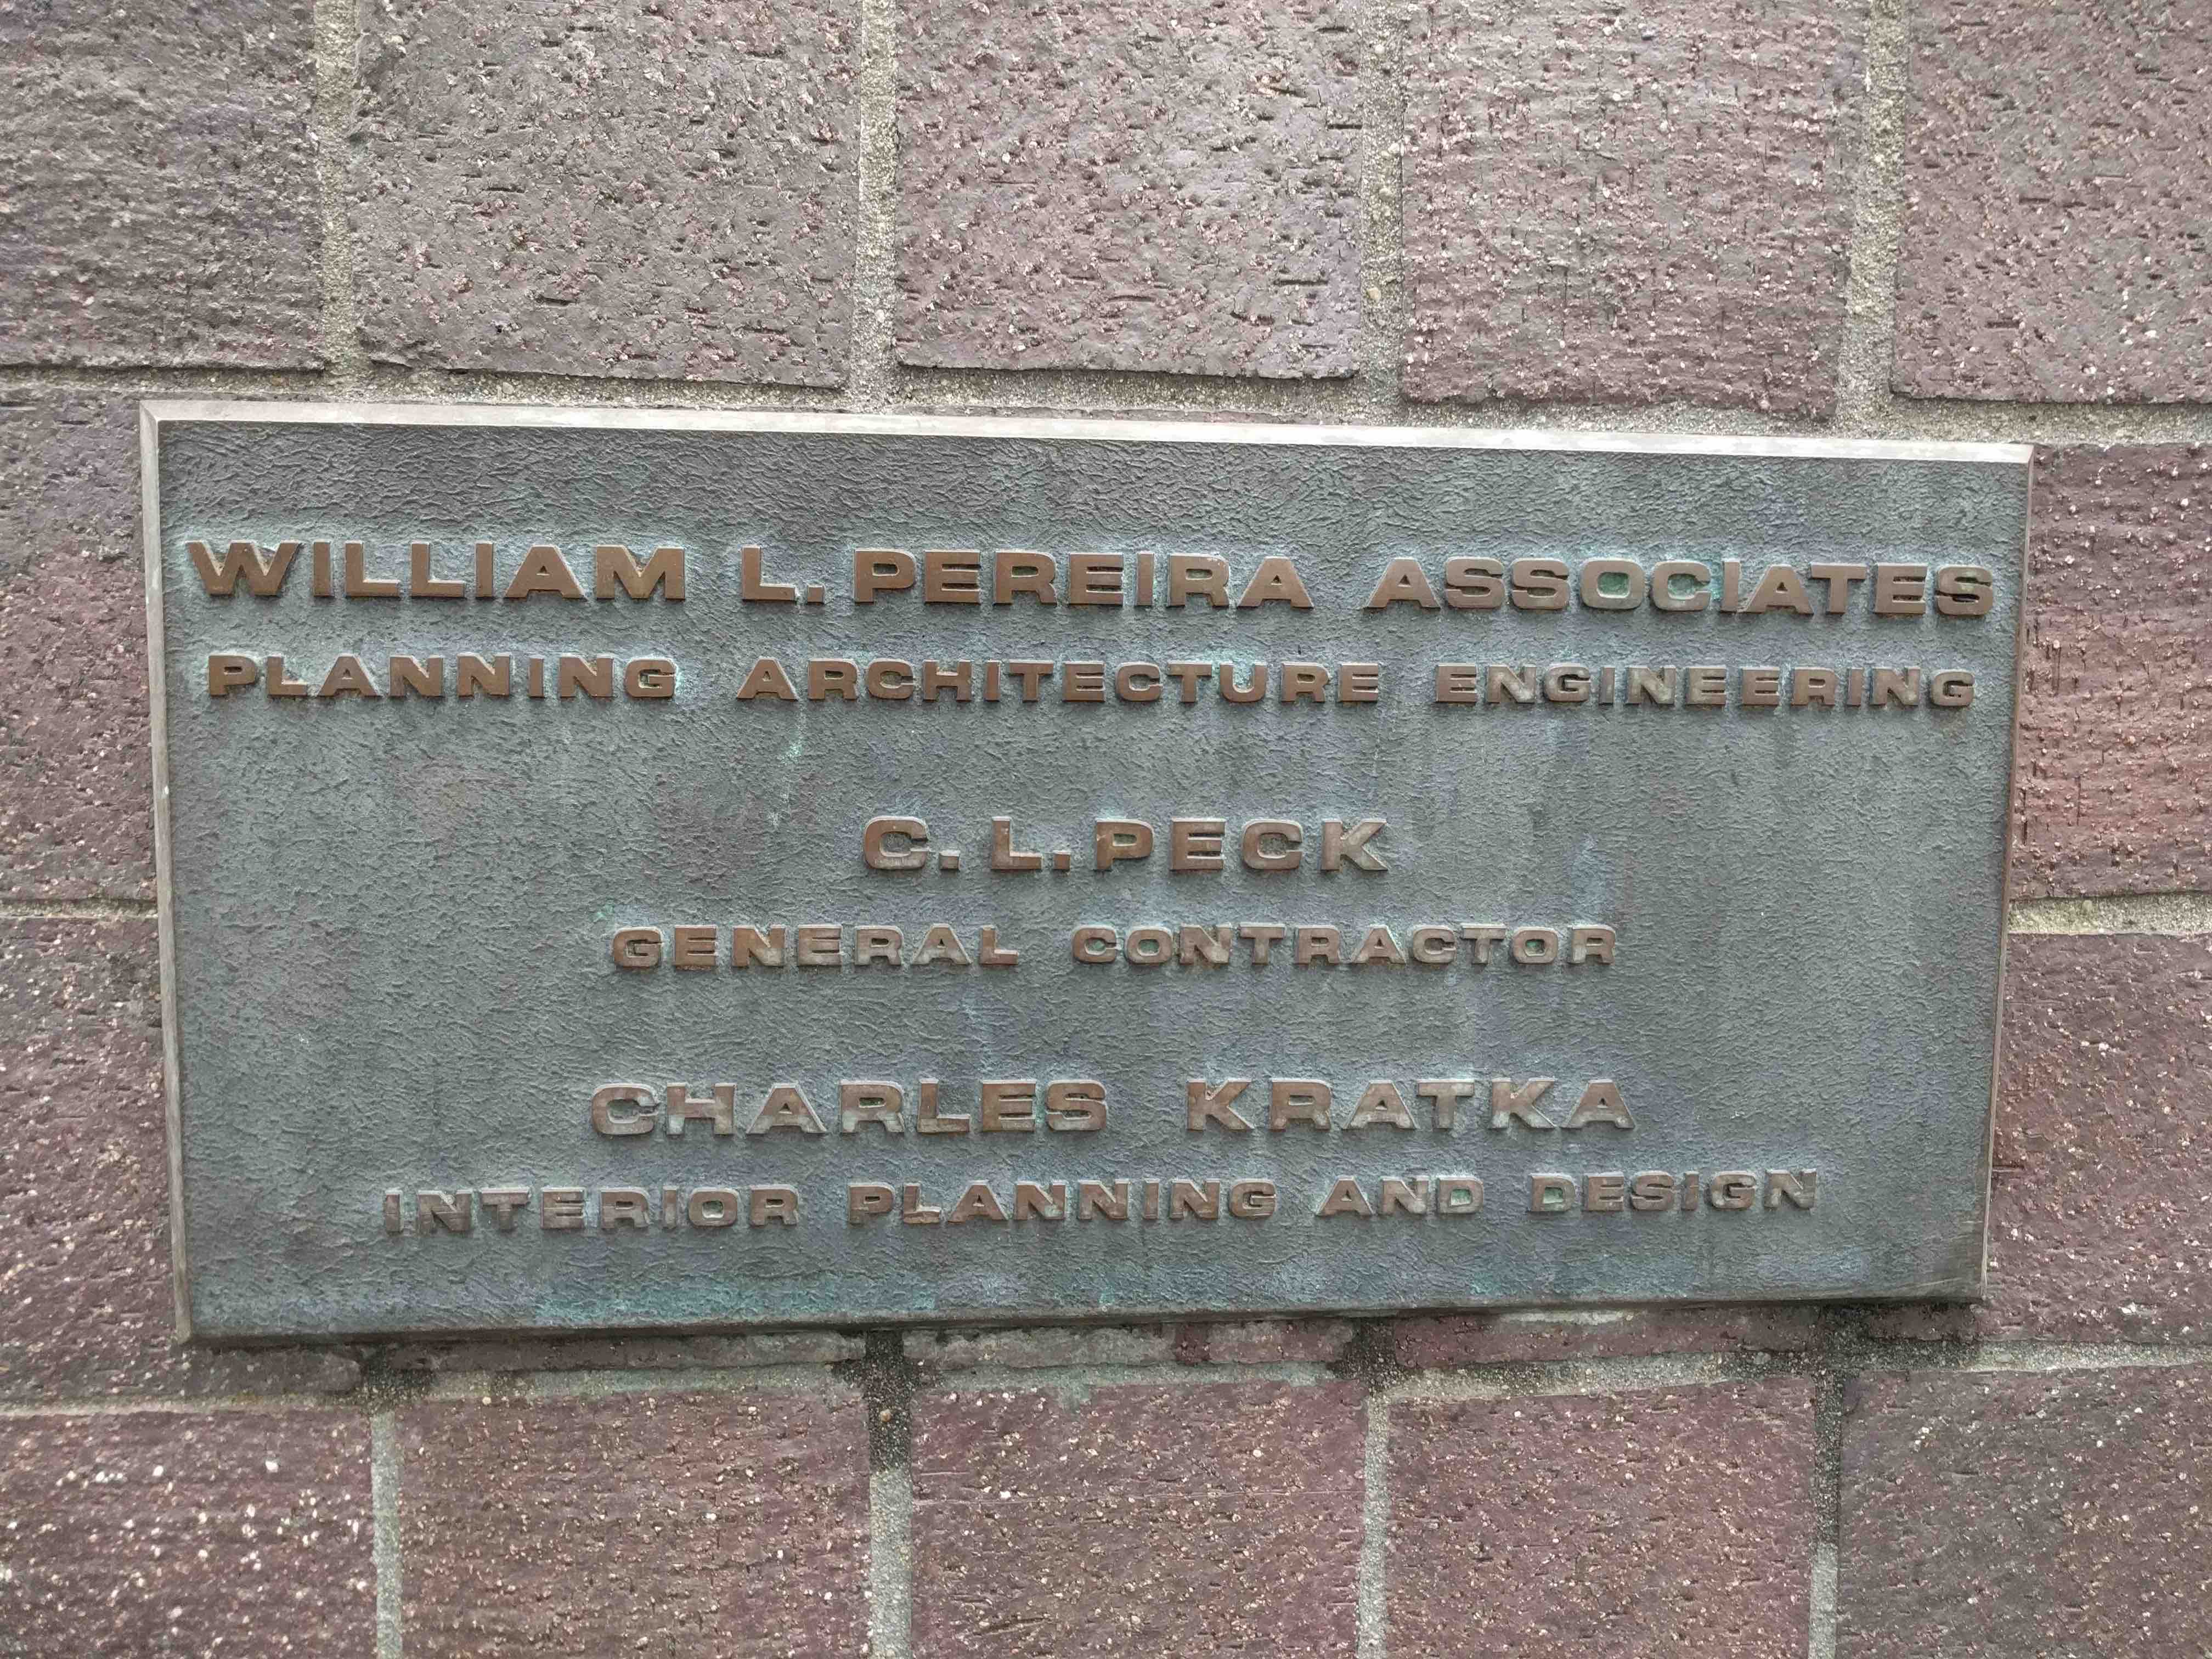 WILLIAM L. PEREIRA ASSOCIATES
PLANNING ARCHITECTURE ENGINEERING
C. L. PECK
GENERAL CONTRACTOR
CHARLES KRATKA
INTERIOR PLANNING AND DESIGN